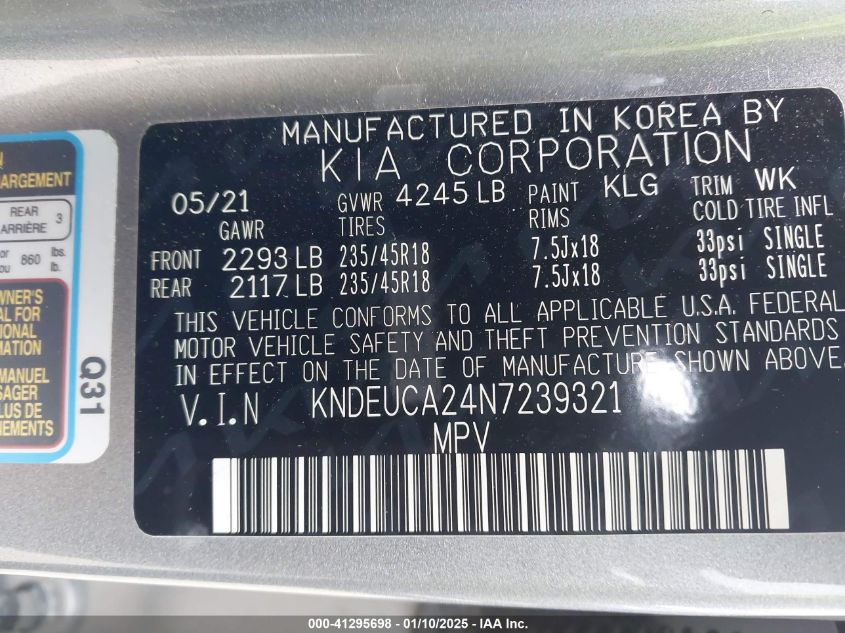 MANUFACTURED IN KOREA BY
KIA CORPORATION
05/21 GVWR 4245 LB PAINT KLG TRIM WK
GAWR TIRES RIMS COLD TIRE INFL
FRONT 2293 LB 235/45R18 7.5Jx18 33psi SINGLE
REAR 2117 LB 235/45R18 7.5Jx18 33psi SINGLE
THIS VEHICLE CONFORMS TO ALL APPLICABLE U.S.A. FEDERAL
MOTOR VEHICLE SAFETY AND THEFT PREVENTION STANDARDS
IN EFFECT ON THE DATE OF MANUFACTURE SHOWN ABOVE.
V.I.N KNDEUCA24N7239321
MPV
ARGEMENT
REAR
ARRIÈRE 3
or 860 lbs.
ou lb.
OWNER'S
AL FOR
IONAL
MATION
MANUEL
SAGER
PLUS DE
NEMENTS
Q31
000-41295698 - 01/10/2025 - IAA Inc.